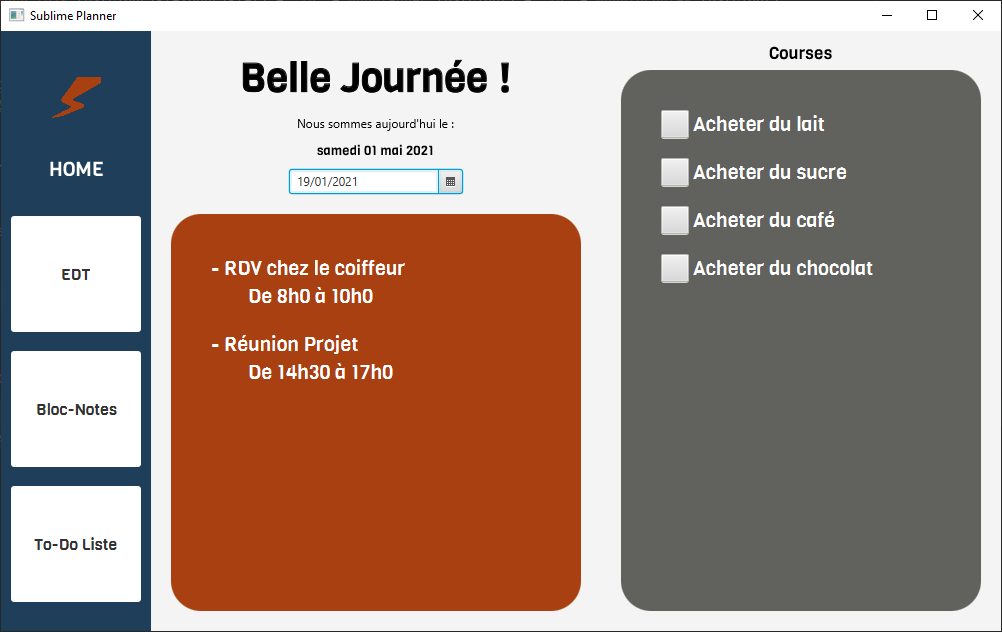 Sublime Planner
HOME
EDT
Bloc-Notes
To-Do Liste
Belle Journée !
Nous sommes aujourd'hui le :
samedi 01 mai 2021
19/01/2021
- RDV chez le coiffeur
De 8h0 à 10h0
- Réunion Projet
De 14h30 à 17h0
Courses
Acheter du lait
Acheter du sucre
Acheter du café
Acheter du chocolat